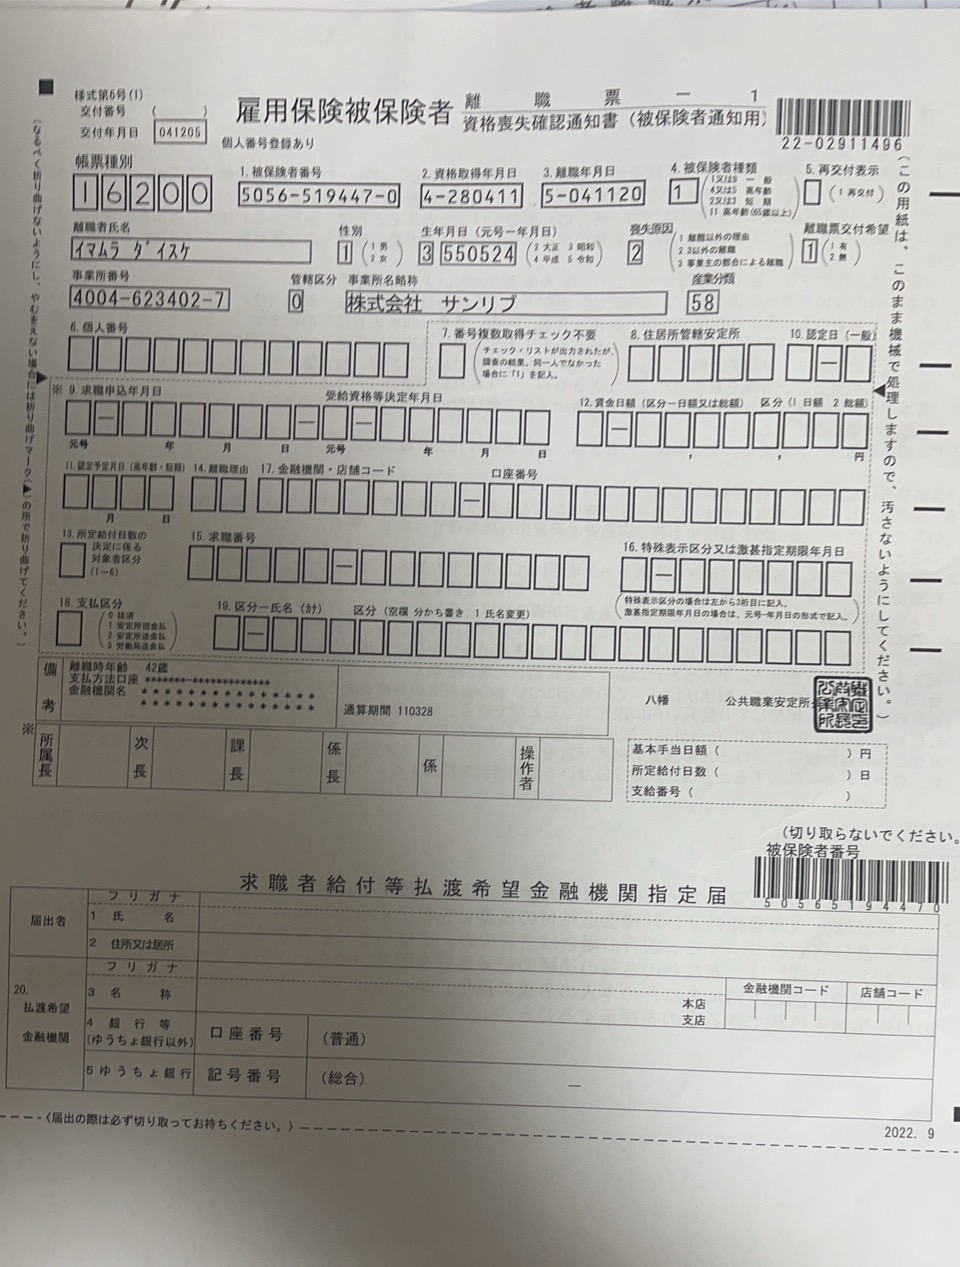 様式第6号(1)
交付番号 ( )
交付年月日 041205
雇用保険被保険者 離職票－1
資格喪失確認通知書（被保険者通知用）
個人番号登録あり
22-02911496
帳票種別
16200
1. 被保険者番号
5056-519447-0
2. 資格取得年月日
4-280411
3. 離職年月日
5-041120
4. 被保険者種類
1
11 高年齢(65歳以上)
5. 再交付表示
(1 再交付)
離職者氏名
イマムラ ダイスケ
性別
1 (1 男 2 女)
生年月日（元号－年月日）
3 550524 (2 大正 3 昭和 4 平成 5 令和)
喪失原因
2 (1 離職以外の理由
2 3以外の離職
3 事業主の都合による離職)
離職票交付希望
1 (1 有 2 無)
事業所番号
4004-623402-7
管轄区分
0
事業所名略称
株式会社 サンリブ
産業分類
58
6. 個人番号
7. 番号複数取得チェック不要
(チェック・リストが出力されたが、
調査の結果、同一人でなかった
場合に「1」を記入。)
8. 住居所管轄安定所
10. 認定日（一般）
※ 9. 求職申込年月日
受給資格等決定年月日
12. 賃金日額（区分－日額又は総額） 区分（1 日額 2 総額）
元号 年 月 日 元号 年 月 日
円
11. 認定予定月日（高年齢・短期）
14. 離職理由
17. 金融機関・店舗コード 口座番号
月 日
13. 所定給付日数の
決定に係る
対象者区分
(1～6)
15. 求職番号
16. 特殊表示区分又は激甚指定期限年月日
(特殊表示区分の場合は左から3桁目に記入。
激甚指定期限年月日の場合は、元号-年月日の形式で記入。)
18. 支払区分
(0 抹消
1 安定所現金払
2 安定所送金払
3 労働局送金払)
19. 区分－氏名（カナ） 区分（空欄 分かち書き 1 氏名変更）
備考
離職時年齢 42歳
支払方法口座 *******-**************
金融機関名 * * * * * * * * * * * * * *
* * * * * * * * * * * * * *
通算期間 110328
八幡 公共職業安定所長
※
所属長 次長 課長 係長 係 操作者
基本手当日額（ ）円
所定給付日数（ ）日
支給番号（ ）
(なるべく折り曲げないようにし、やむをえない場合には折り曲げマーク(▶)の所で折り曲げてください。)
(この用紙は、このまま機械で処理しますので、汚さないようにしてください。)
(切り取らないでください。
被保険者番号
50565194470
求職者給付等払渡希望金融機関指定届
届出者
フリガナ
1 氏名
2 住所又は居所
20.
払渡希望
金融機関
フリガナ
3 名称
本店
支店
金融機関コード
店舗コード
4 銀行等
(ゆうちょ銀行以外)
口座番号
(普通)
5 ゆうちょ銀行
記号番号
(総合) －
(届出の際は必ず切り取ってお持ちください。)
2022. 9